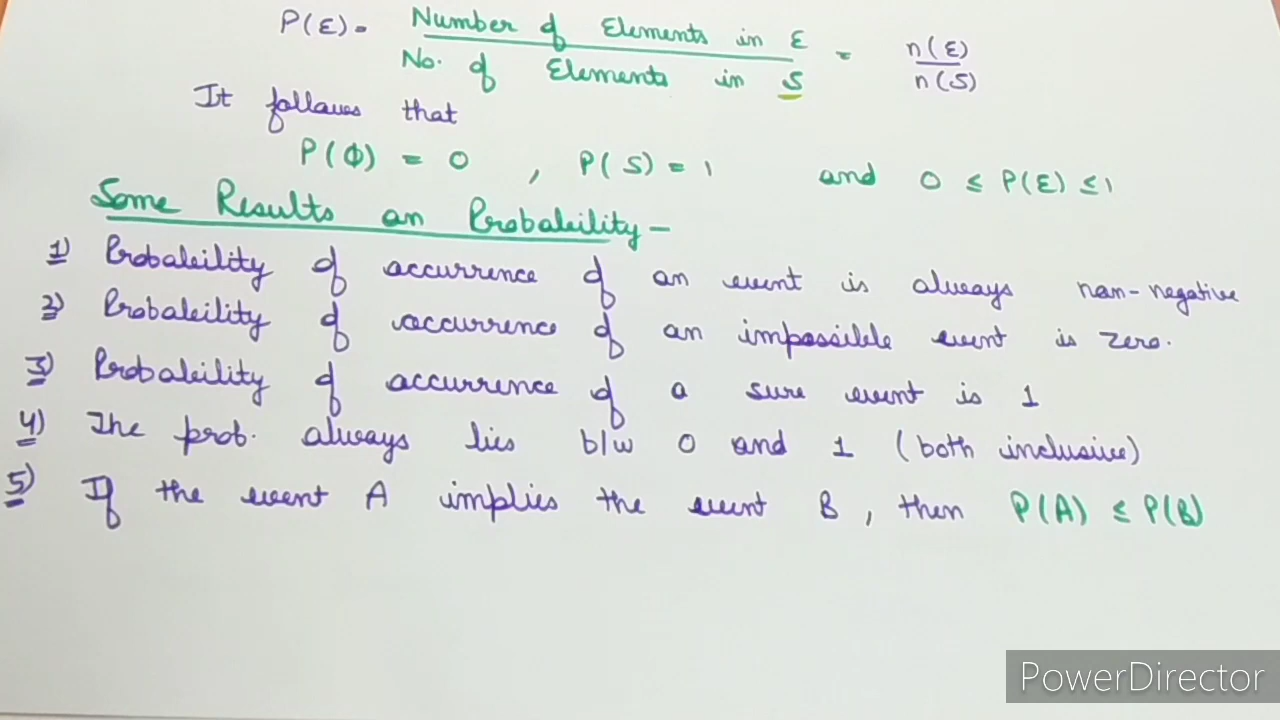 P(E) = Number of Elements in E / No. of Elements in S = n(E) / n(S)
It follows that
P(Φ) = 0 , P(S) = 1 and 0 ≤ P(E) ≤ 1
Some Results on Probability -
1) Probability of occurrence of an event is always non-negative
2) Probability of occurrence of an impossible event is zero.
3) Probability of occurrence of a sure event is 1
4) The prob. always lies b/w 0 and 1 (both inclusive)
5) If the event A implies the event B, then P(A) ≤ P(B)
PowerDirector